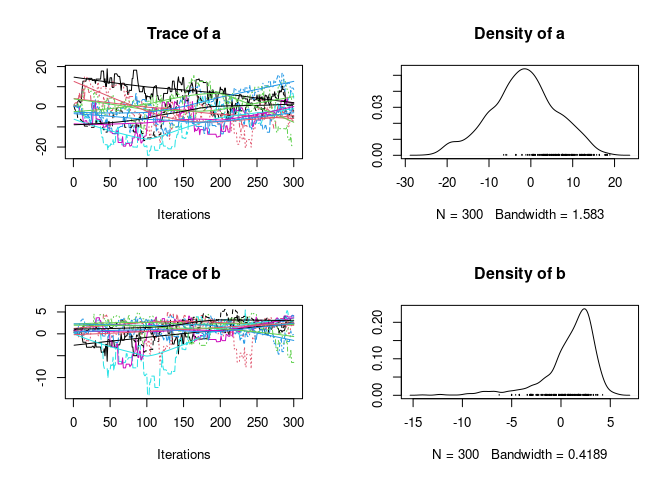 Trace of a
20
0
-20
0 50 100 150 200 250 300
Iterations
Density of a
0.03
0.00
-30 -20 -10 0 10 20
N = 300 Bandwidth = 1.583
Trace of b
5
0
-10
0 50 100 150 200 250 300
Iterations
Density of b
0.20
0.10
0.00
-15 -10 -5 0 5
N = 300 Bandwidth = 0.4189